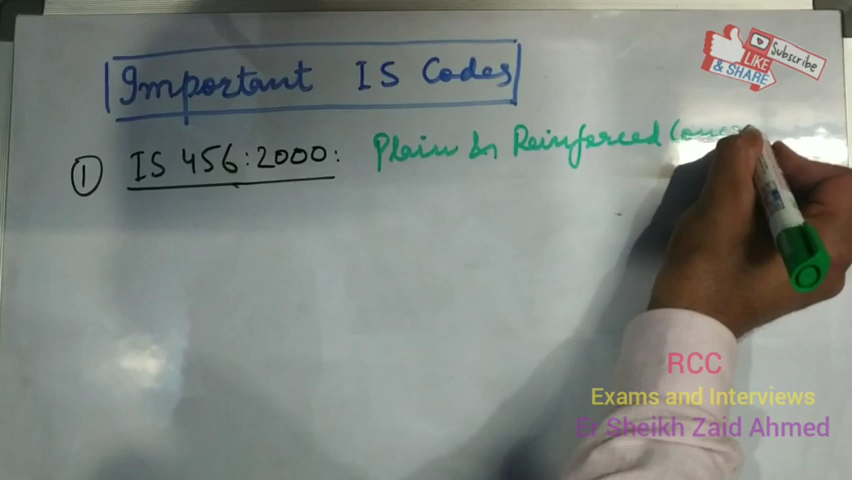 Important IS Codes
Subscribe
LIKE
& SHARE
① IS 456:2000: Plain & Reinforced
RCC
Exams and Interviews
Er Sheikh Zaid Ahmed